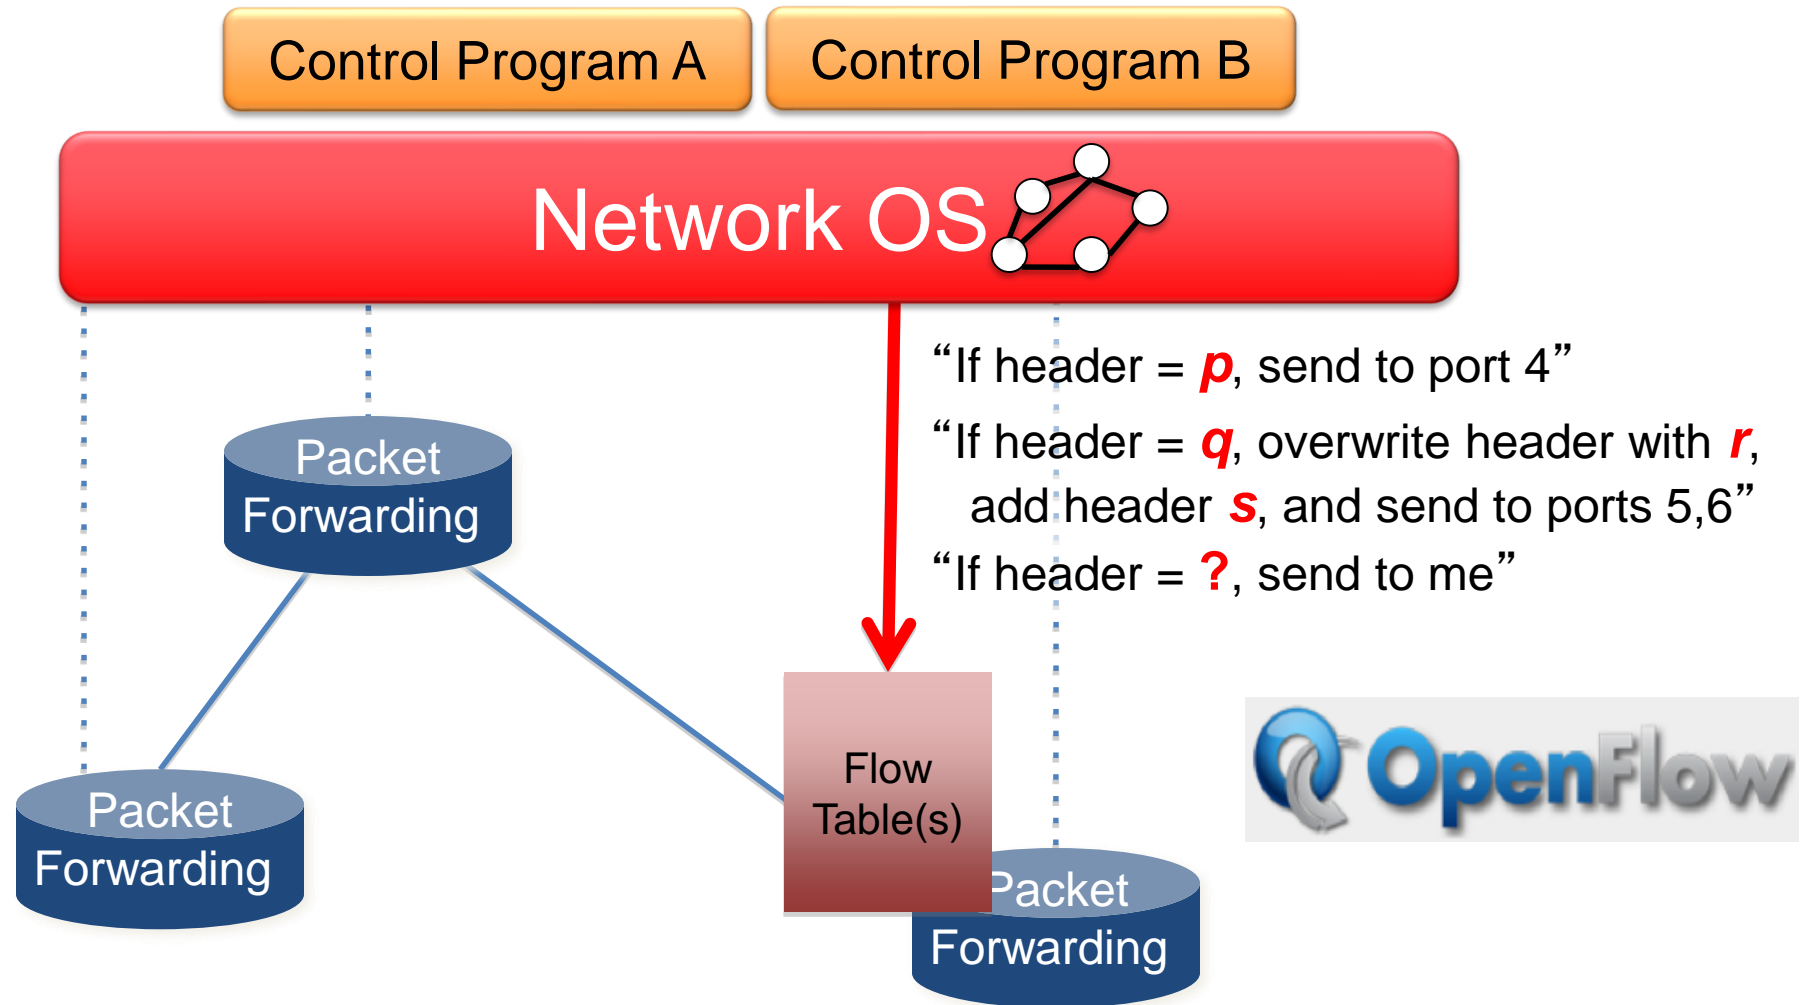 Control Program A
Control Program B
Network OS
“If header = p, send to port 4”
“If header = q, overwrite header with r,
add header s, and send to ports 5,6”
“If header = ?, send to me”
Packet
Forwarding
Flow
Table(s)
OpenFlow
Packet
Forwarding
Packet
Forwarding